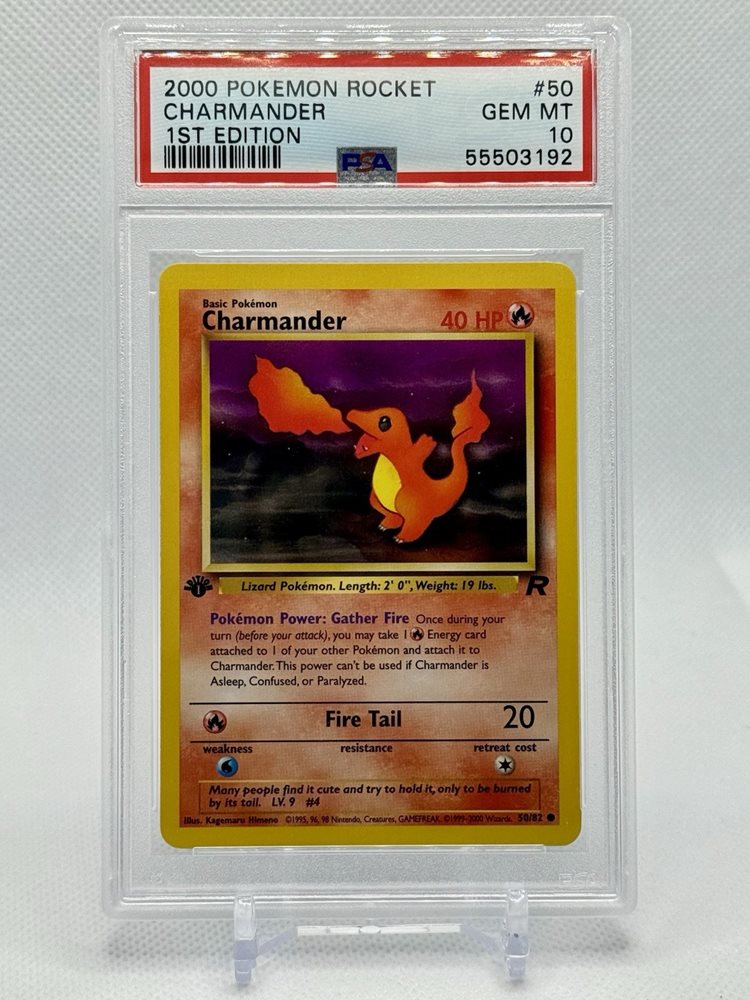 2000 POKEMON ROCKET #50
CHARMANDER GEM MT
1ST EDITION 10
PSA 55503192
Basic Pokémon
Charmander 40 HP
EDITION 1
Lizard Pokémon. Length: 2' 0", Weight: 19 lbs. R
Pokémon Power: Gather Fire Once during your
turn (before your attack), you may take 1 Energy card
attached to 1 of your other Pokémon and attach it to
Charmander. This power can't be used if Charmander is
Asleep, Confused, or Paralyzed.
Fire Tail 20
weakness resistance retreat cost
Many people find it cute and try to hold it, only to be burned
by its tail. LV. 9 #4
Illus. Kagemaru Himeno ©1995, 96, 98 Nintendo, Creatures, GAMEFREAK. ©1999-2000 Wizards. 50/82
PSA